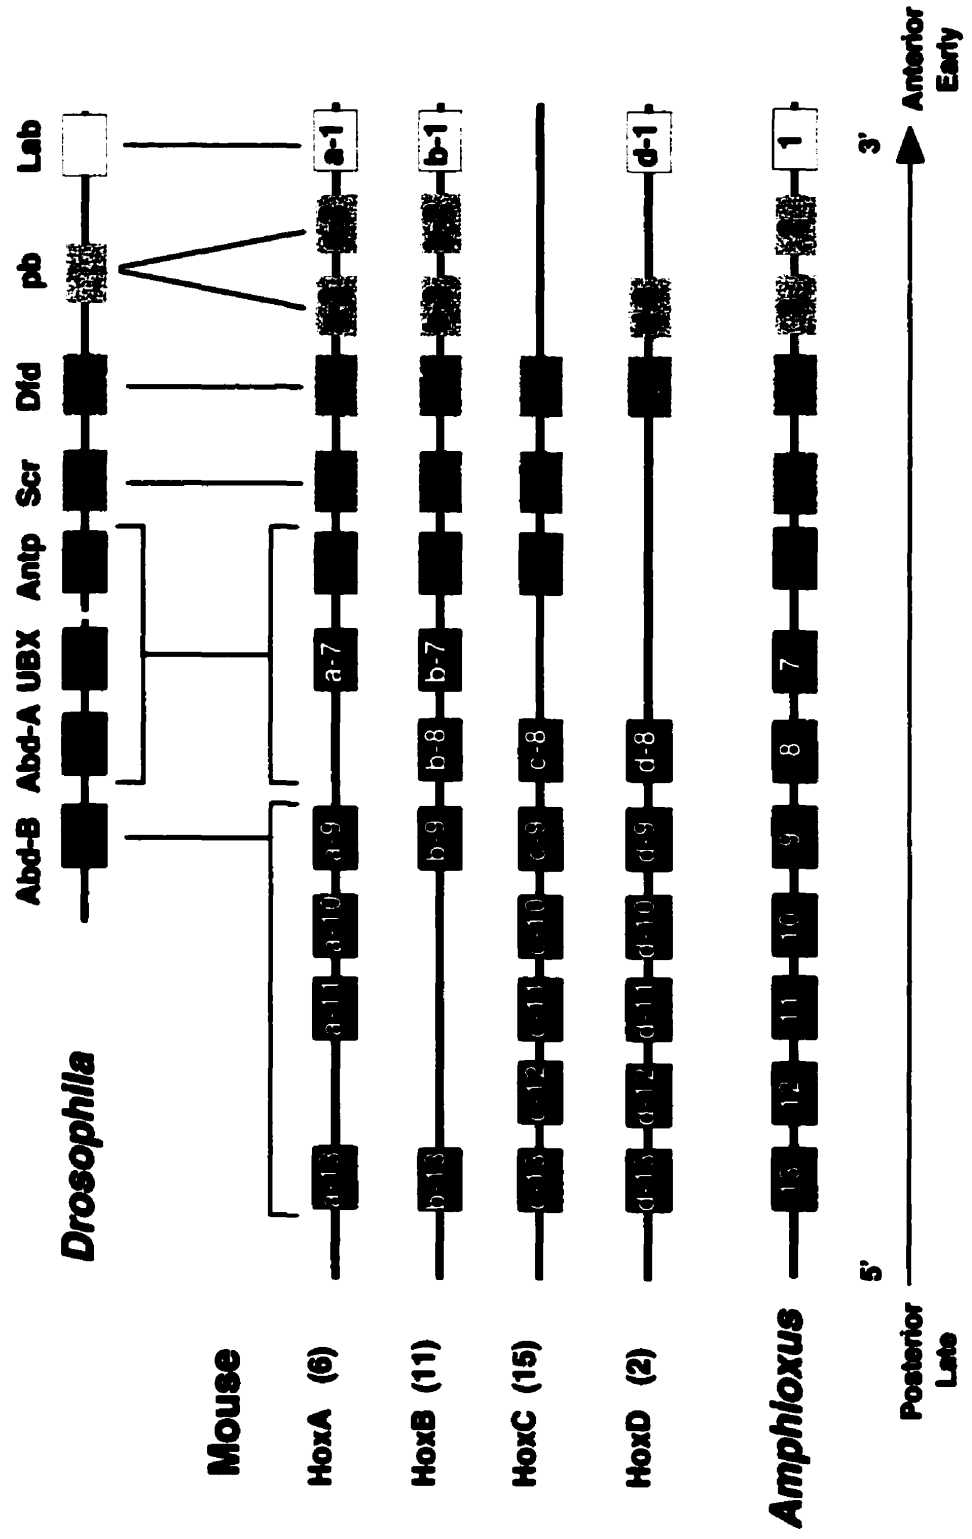 Abd-B Abd-A UBX Antp Scr Dfd pb Lab
Drosophila
Mouse
HoxA (6)
a-13 a-11 a-10 a-9 a-7 a-1
HoxB (11)
b-13 b-9 b-8 b-7 b-1
HoxC (15)
c-13 c-12 c-11 c-10 c-9 c-8
HoxD (2)
d-13 d-12 d-11 d-10 d-9 d-8 d-1
Amphioxus
13 12 11 10 9 8 7 1
5' 3'
Posterior Anterior
Late Early